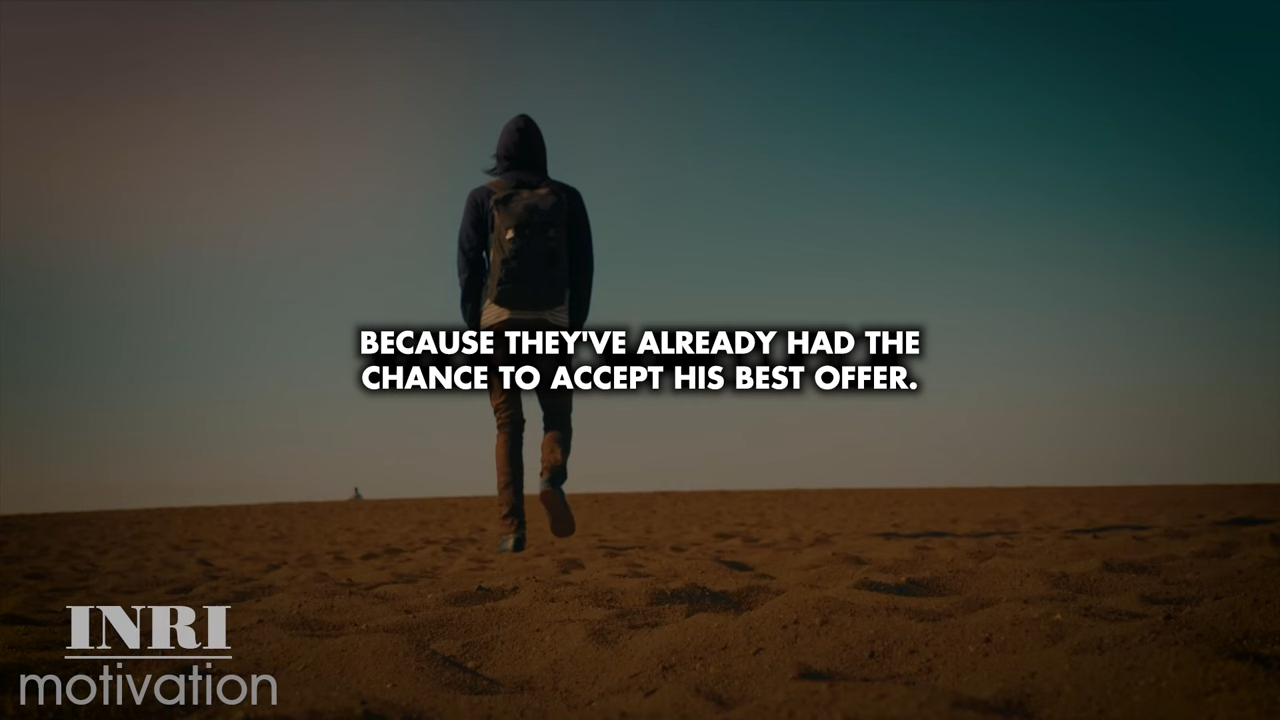 BECAUSE THEY'VE ALREADY HAD THE
CHANCE TO ACCEPT HIS BEST OFFER.
INRI
motivation